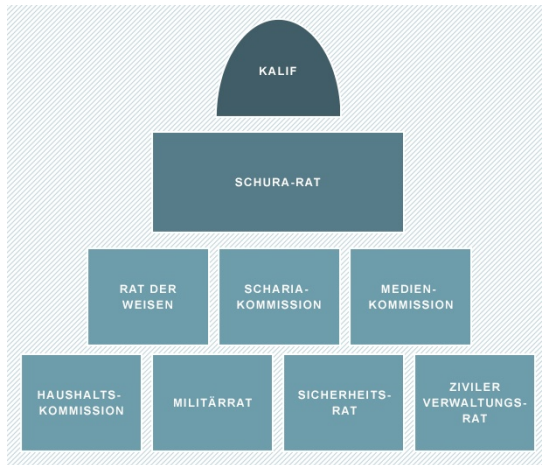 KALIF
SCHURA-RAT
RAT DER
WEISEN
SCHARIA-
KOMMISSION
MEDIEN-
KOMMISSION
HAUSHALTS-
KOMMISSION
MILITÄRRAT
SICHERHEITS-
RAT
ZIVILER
VERWALTUNGS-
RAT